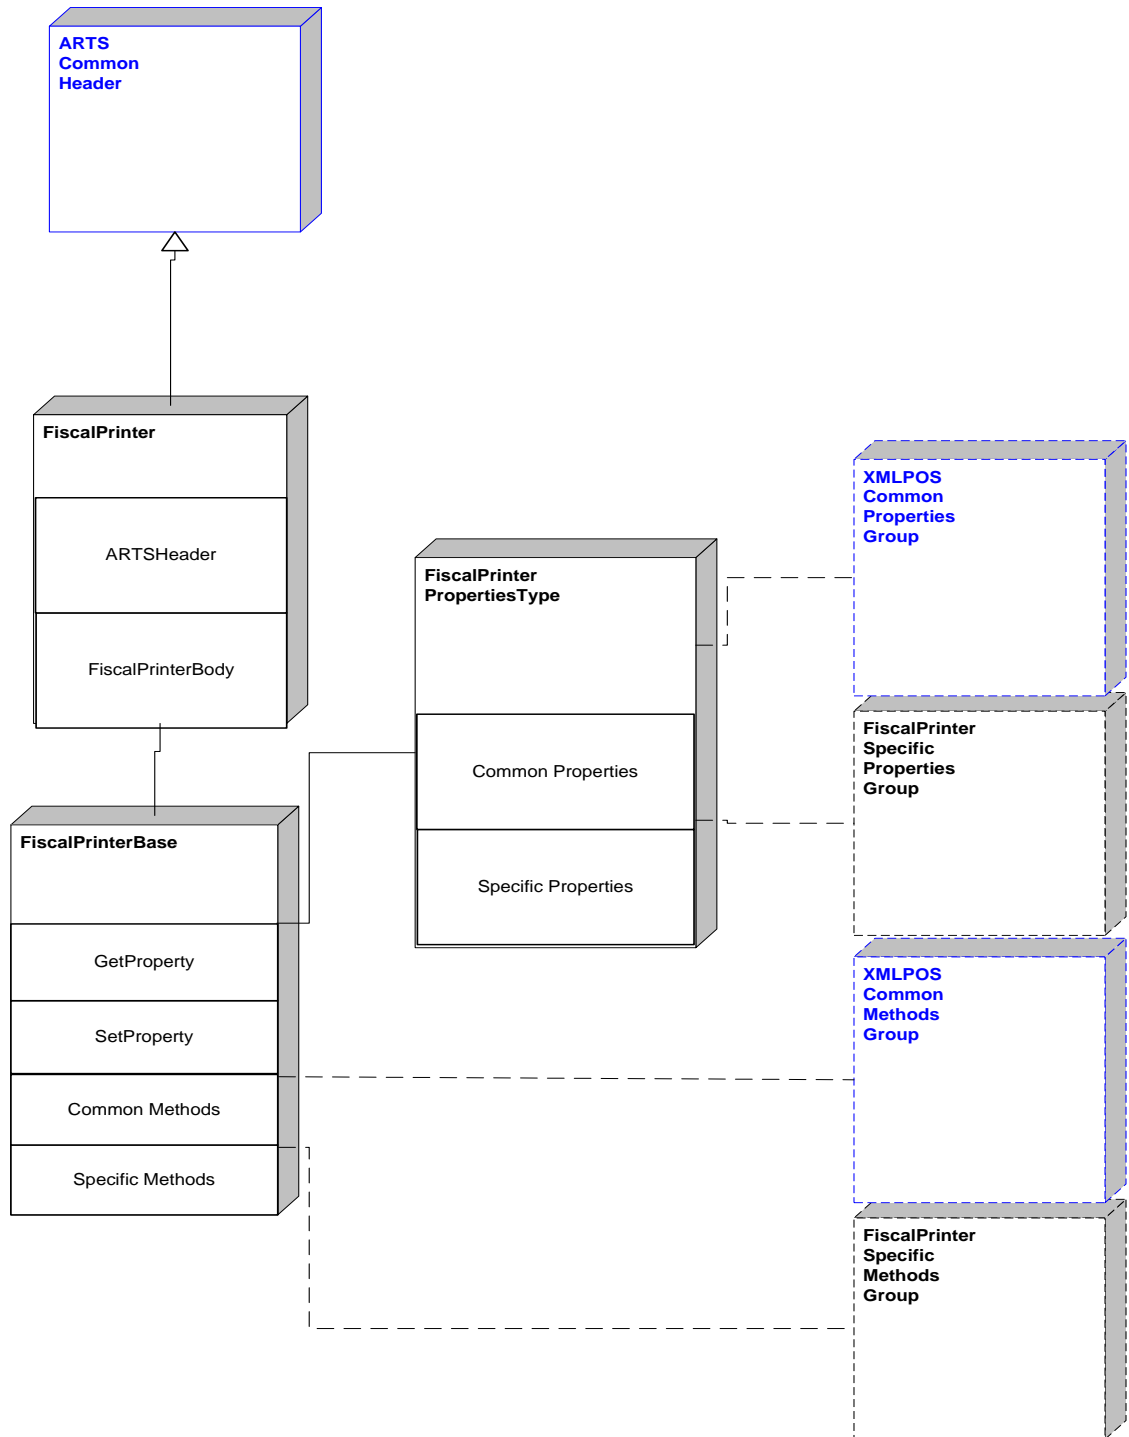 ARTS
Common
Header
FiscalPrinter
ARTSHeader
FiscalPrinterBody
FiscalPrinterBase
GetProperty
SetProperty
Common Methods
Specific Methods
FiscalPrinter
PropertiesType
Common Properties
Specific Properties
XMLPOS
Common
Properties
Group
FiscalPrinter
Specific
Properties
Group
XMLPOS
Common
Methods
Group
FiscalPrinter
Specific
Methods
Group